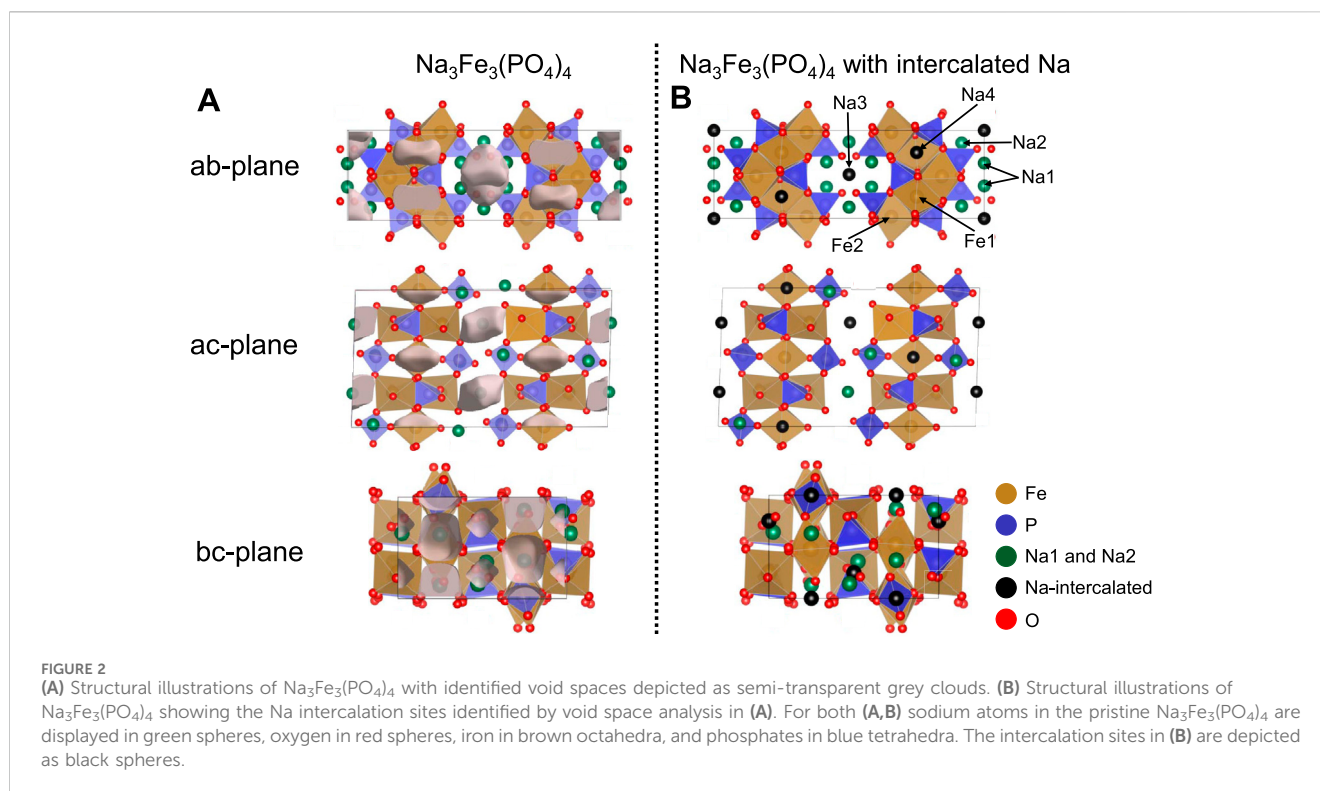 Na₃Fe₃(PO₄)₄
Na₃Fe₃(PO₄)₄ with intercalated Na
A
B
Na3
Na4
ab-plane
Na2
Na1
Fe2
Fe1
ac-plane
bc-plane
Fe
P
Na1 and Na2
Na-intercalated
O
FIGURE 2
(A) Structural illustrations of Na₃Fe₃(PO₄)₄ with identified void spaces depicted as semi-transparent grey clouds. (B) Structural illustrations of
Na₃Fe₃(PO₄)₄ showing the Na intercalation sites identified by void space analysis in (A). For both (A,B) sodium atoms in the pristine Na₃Fe₃(PO₄)₄ are
displayed in green spheres, oxygen in red spheres, iron in brown octahedra, and phosphates in blue tetrahedra. The intercalation sites in (B) are depicted
as black spheres.